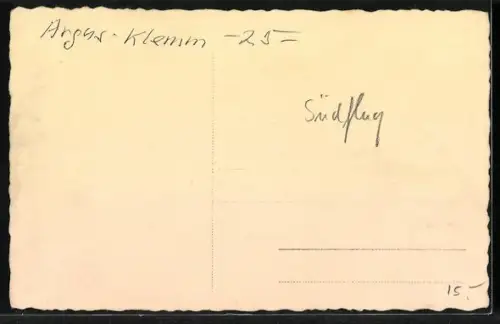 Argus-Klemm -25-
Südflug
15.-